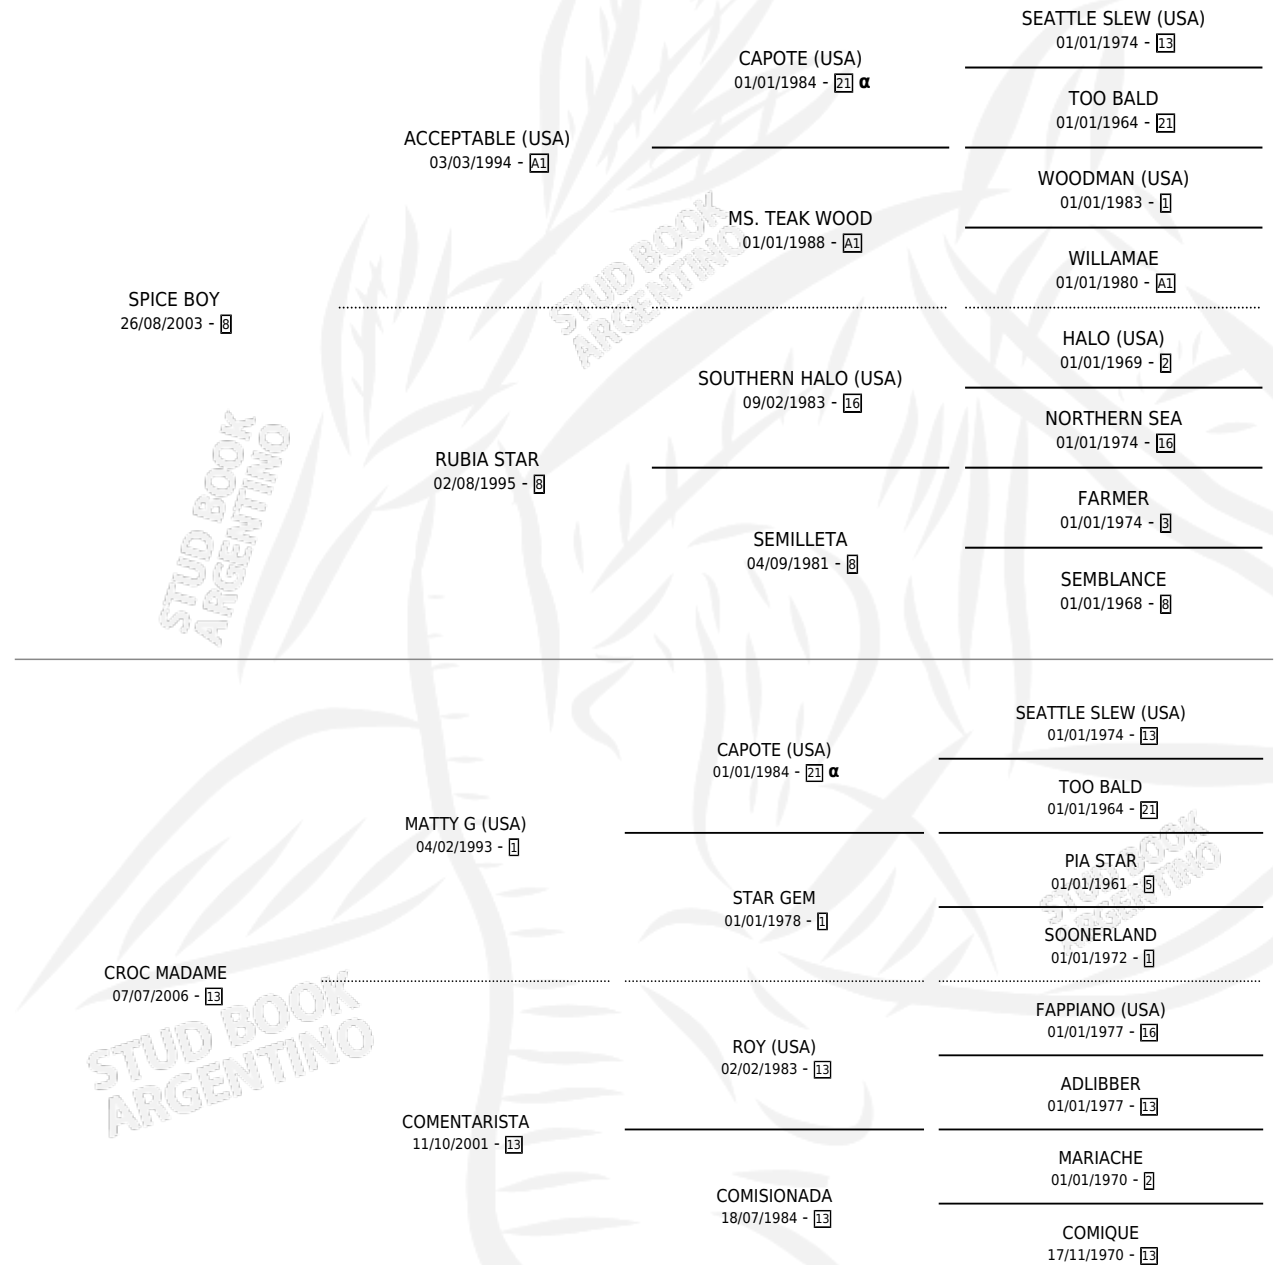 SEATTLE SLEW (USA)
01/01/1974 - 13
CAPOTE (USA)
01/01/1984 - 21 α
TOO BALD
01/01/1964 - 21
ACCEPTABLE (USA)
03/03/1994 - A1
WOODMAN (USA)
01/01/1983 - 1
MS. TEAK WOOD
01/01/1988 - A1
WILLAMAE
01/01/1980 - A1
SPICE BOY
26/08/2003 - 8
HALO (USA)
01/01/1969 - 2
SOUTHERN HALO (USA)
09/02/1983 - 16
NORTHERN SEA
01/01/1974 - 16
RUBIA STAR
02/08/1995 - 8
FARMER
01/01/1974 - 3
SEMILLETA
04/09/1981 - 8
SEMBLANCE
01/01/1968 - 8
STUD BOOK
ARGENTINO
STUD BOOK
ARGENTINO
SEATTLE SLEW (USA)
01/01/1974 - 13
CAPOTE (USA)
01/01/1984 - 21 α
TOO BALD
01/01/1964 - 21
MATTY G (USA)
04/02/1993 - 1
PIA STAR
01/01/1961 - 5
STAR GEM
01/01/1978 - 1
SOONERLAND
01/01/1972 - 1
CROC MADAME
07/07/2006 - 13
FAPPIANO (USA)
01/01/1977 - 16
ROY (USA)
02/02/1983 - 13
ADLIBBER
01/01/1977 - 13
COMENTARISTA
11/10/2001 - 13
MARIACHE
01/01/1970 - 2
COMISIONADA
18/07/1984 - 13
COMIQUE
17/11/1970 - 13
STUD BOOK
ARGENTINO
STUD BOOK
ARGENTINO